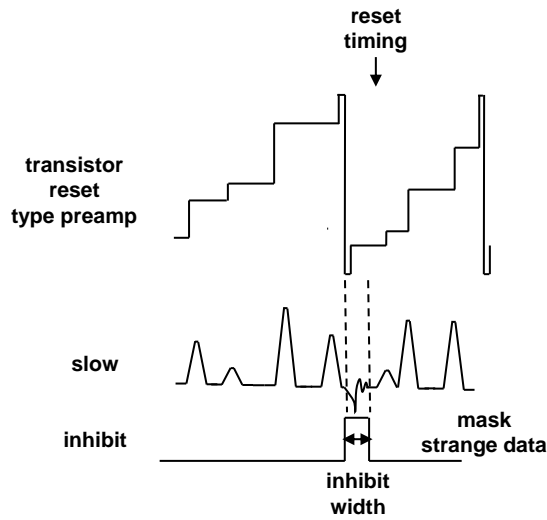 reset
timing
transistor
reset
type preamp
slow
inhibit
mask
strange data
inhibit
width